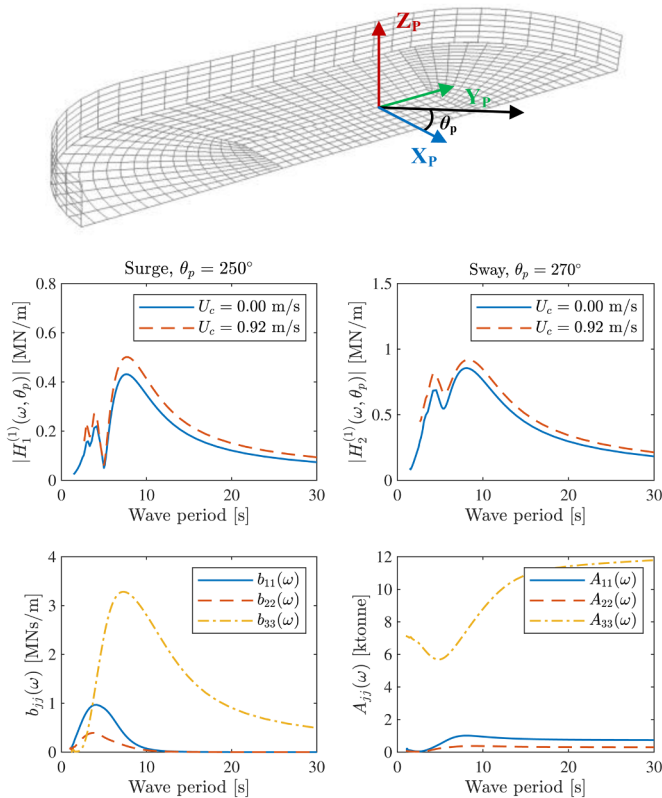 Z_P
Y_P
θ_p
X_P
Surge, θ_p = 250°
0.8
0.6
0.4
0.2
0
0 10 20 30
|H_1^(1)(ω, θ_p)| [MN/m]
Wave period [s]
U_c = 0.00 m/s
U_c = 0.92 m/s
Sway, θ_p = 270°
1.5
1
0.5
0
0 10 20 30
|H_2^(1)(ω, θ_p)| [MN/m]
Wave period [s]
U_c = 0.00 m/s
U_c = 0.92 m/s
4
3
2
1
0
0 10 20 30
b_jj(ω) [MNs/m]
Wave period [s]
b_11(ω)
b_22(ω)
b_33(ω)
12
10
8
6
4
2
0
0 10 20 30
A_jj(ω) [ktonne]
Wave period [s]
A_11(ω)
A_22(ω)
A_33(ω)